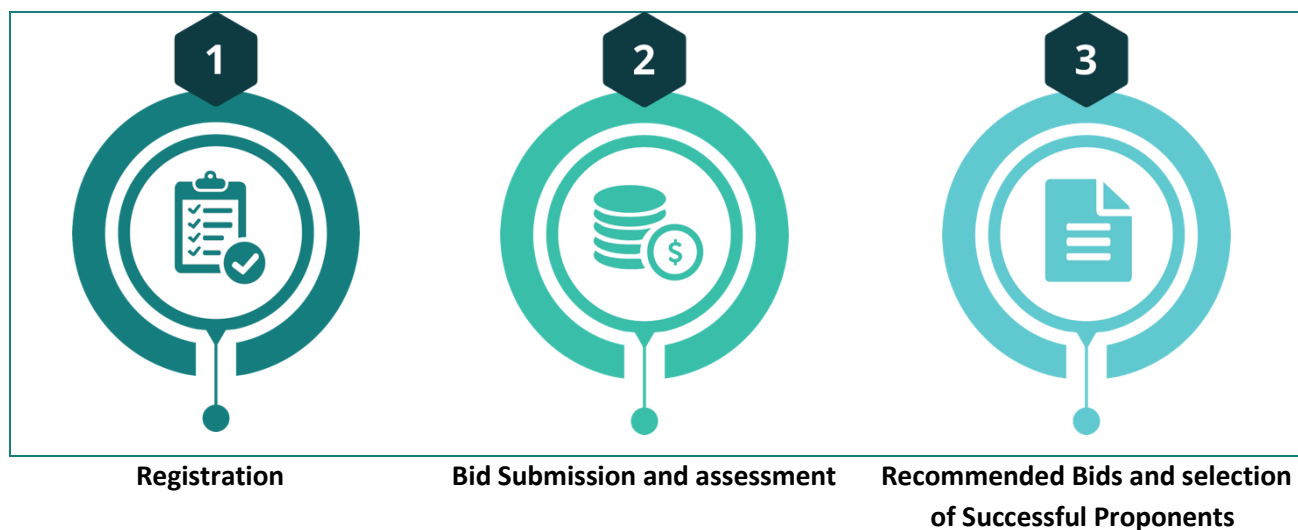 1
2
3
$
Registration
Bid Submission and assessment
Recommended Bids and selection
of Successful Proponents